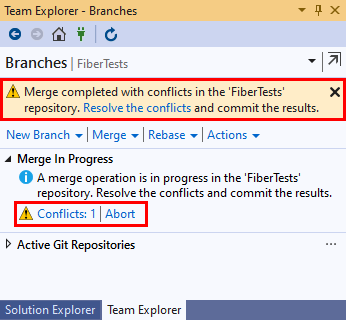 Team Explorer - Branches
Branches | FiberTests
Merge completed with conflicts in the 'FiberTests'
repository. Resolve the conflicts and commit the results.
New Branch | Merge | Rebase | Actions
Merge In Progress
A merge operation is in progress in the 'FiberTests'
repository. Resolve the conflicts and commit the results.
Conflicts: 1 | Abort
Active Git Repositories ...
Solution Explorer Team Explorer